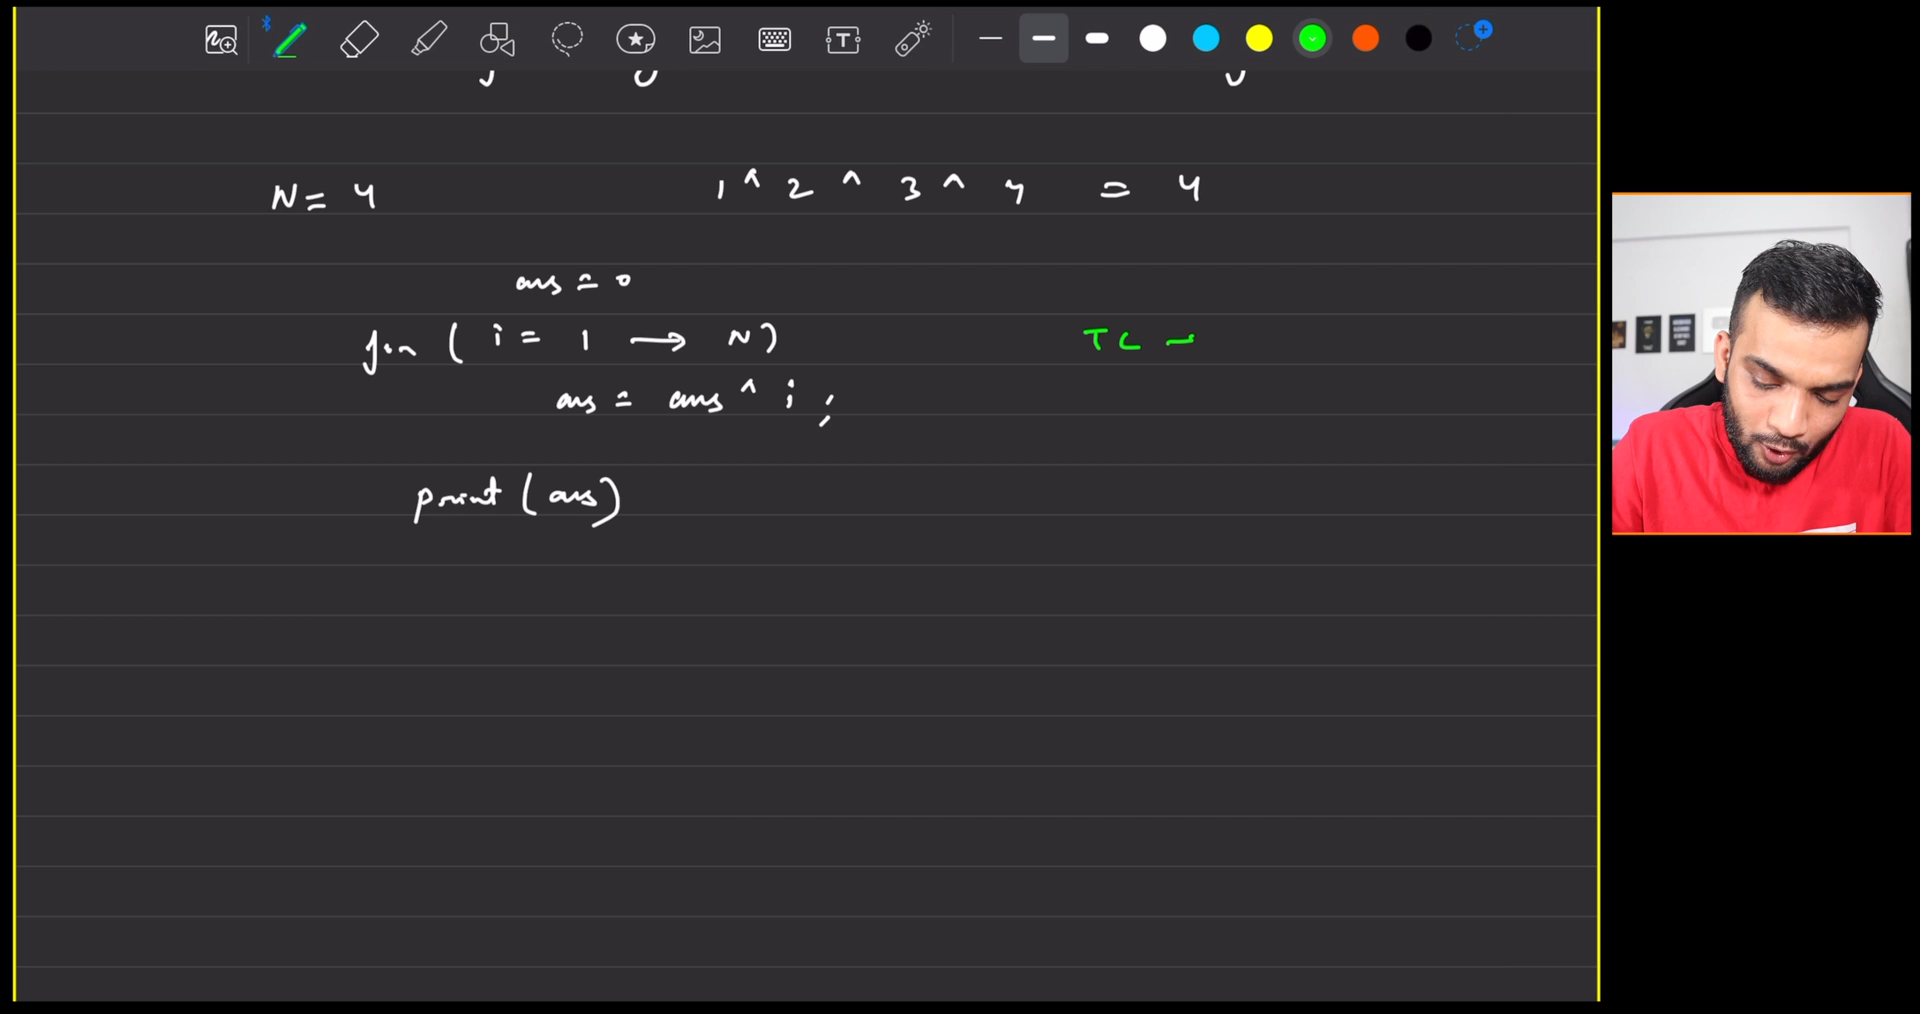 N = 4
1 ^ 2 ^ 3 ^ 4 = 4
ans = 0
for ( i = 1 → N)
TC -
ans = ans ^ i ;
print (ans)